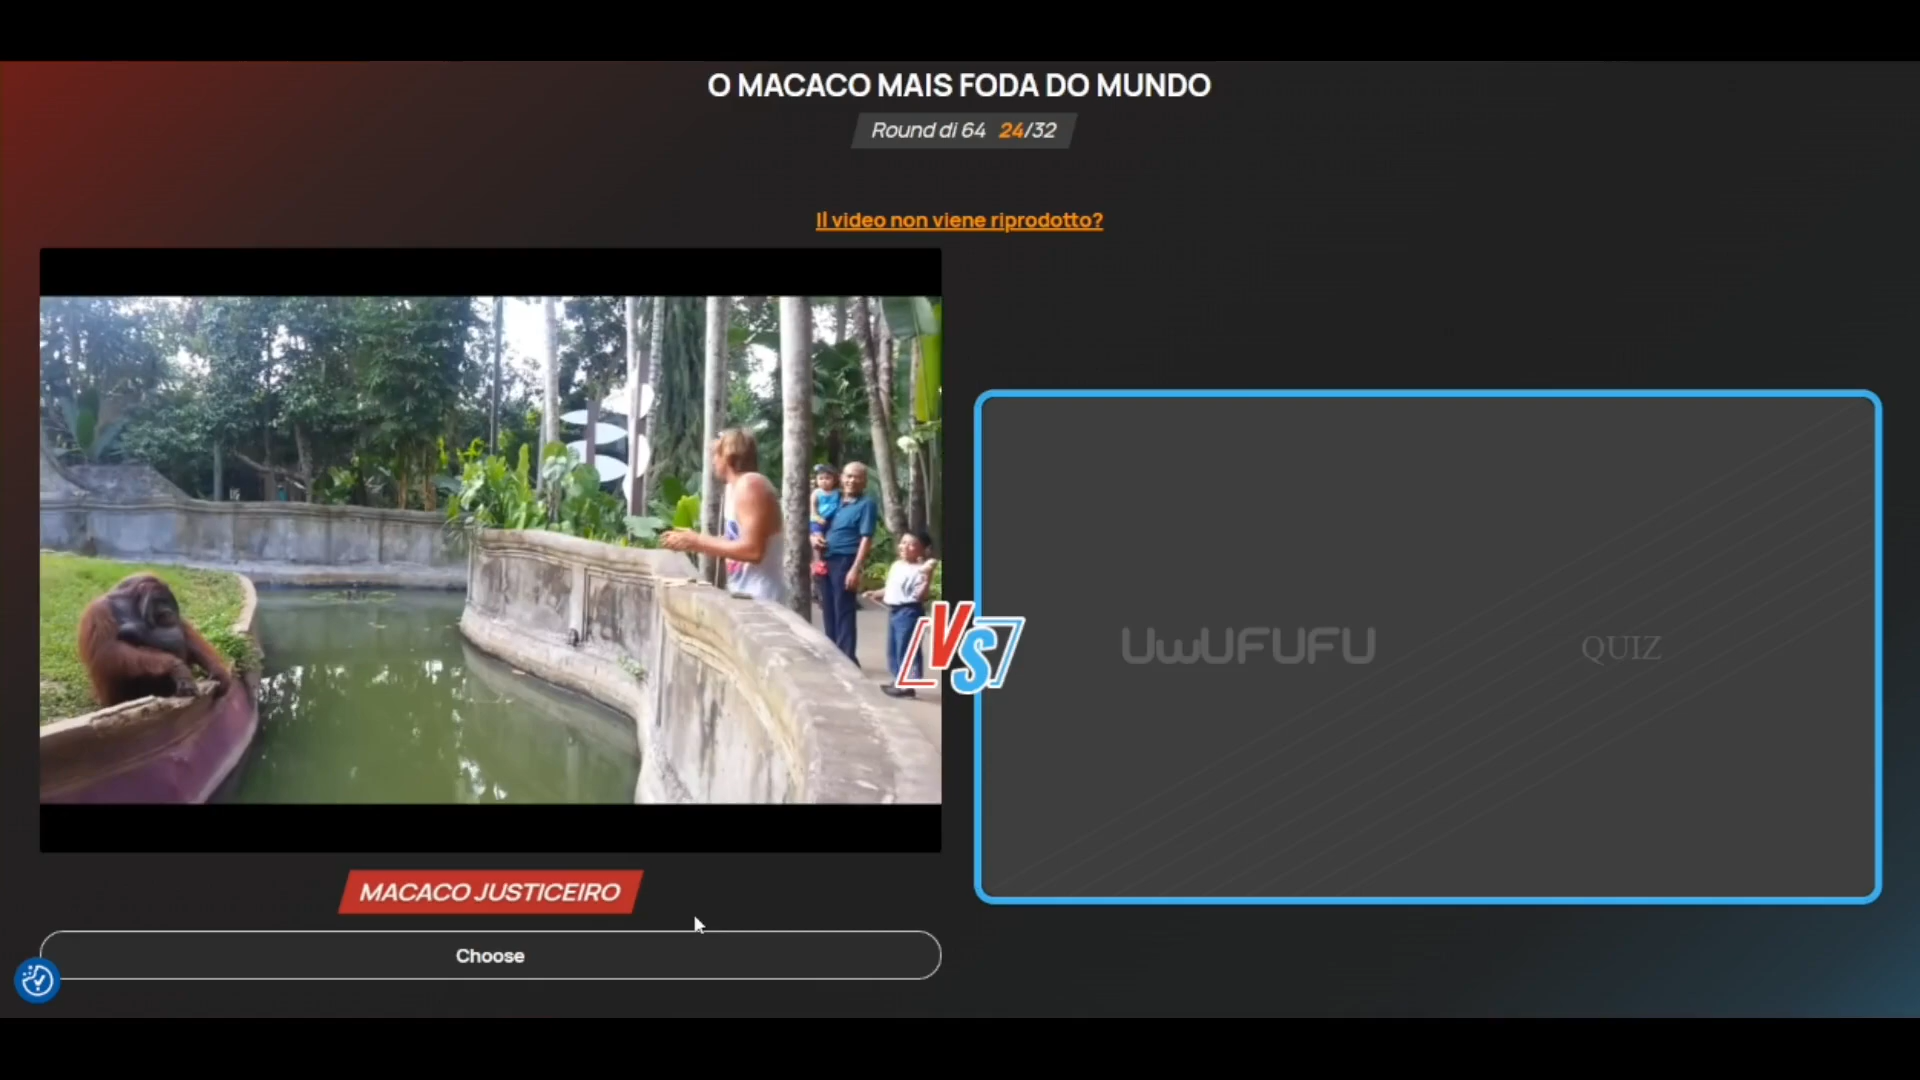 O MACACO MAIS FODA DO MUNDO
Round di 64 24/32
Il video non viene riprodotto?
VS
UwUFUFU QUIZ
MACACO JUSTICEIRO
Choose